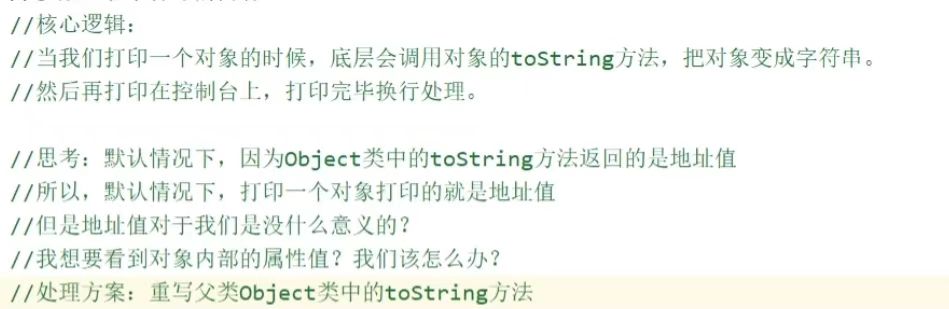 //核心逻辑：
//当我们打印一个对象的时候，底层会调用对象的toString方法，把对象变成字符串。
//然后再打印在控制台上，打印完毕换行处理。
//思考：默认情况下，因为Object类中的toString方法返回的是地址值
//所以，默认情况下，打印一个对象打印的就是地址值
//但是地址值对于我们是没什么意义的？
//我想要看到对象内部的属性值？我们该怎么办？
//处理方案：重写父类Object类中的toString方法